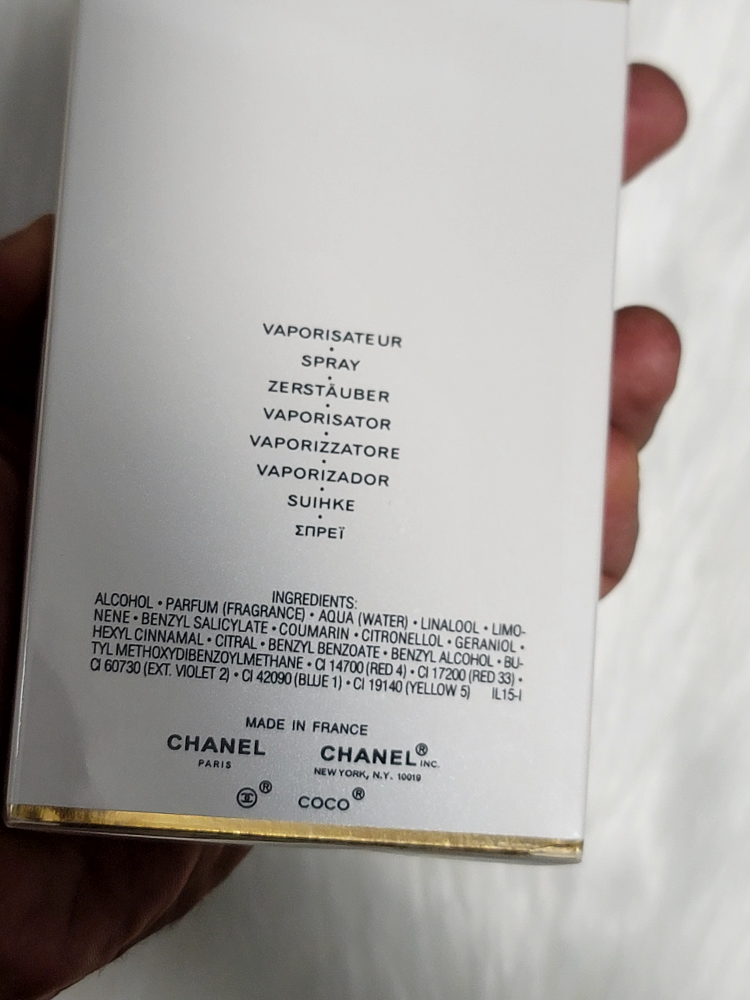 VAPORISATEUR
•
SPRAY
•
ZERSTÄUBER
•
VAPORISATOR
•
VAPORIZZATORE
•
VAPORIZADOR
•
SUIHKE
•
ΣΠΡΕΪ
INGREDIENTS:
ALCOHOL • PARFUM (FRAGRANCE) • AQUA (WATER) • LINALOOL • LIMO-
NENE • BENZYL SALICYLATE • COUMARIN • CITRONELLOL • GERANIOL •
HEXYL CINNAMAL • CITRAL • BENZYL BENZOATE • BENZYL ALCOHOL • BU-
TYL METHOXYDIBENZOYLMETHANE • CI 14700 (RED 4) • CI 17200 (RED 33) •
CI 60730 (EXT. VIOLET 2) • CI 42090 (BLUE 1) • CI 19140 (YELLOW 5) IL15-I
MADE IN FRANCE
CHANEL CHANEL® INC.
PARIS NEW YORK, N.Y. 10019
® COCO®